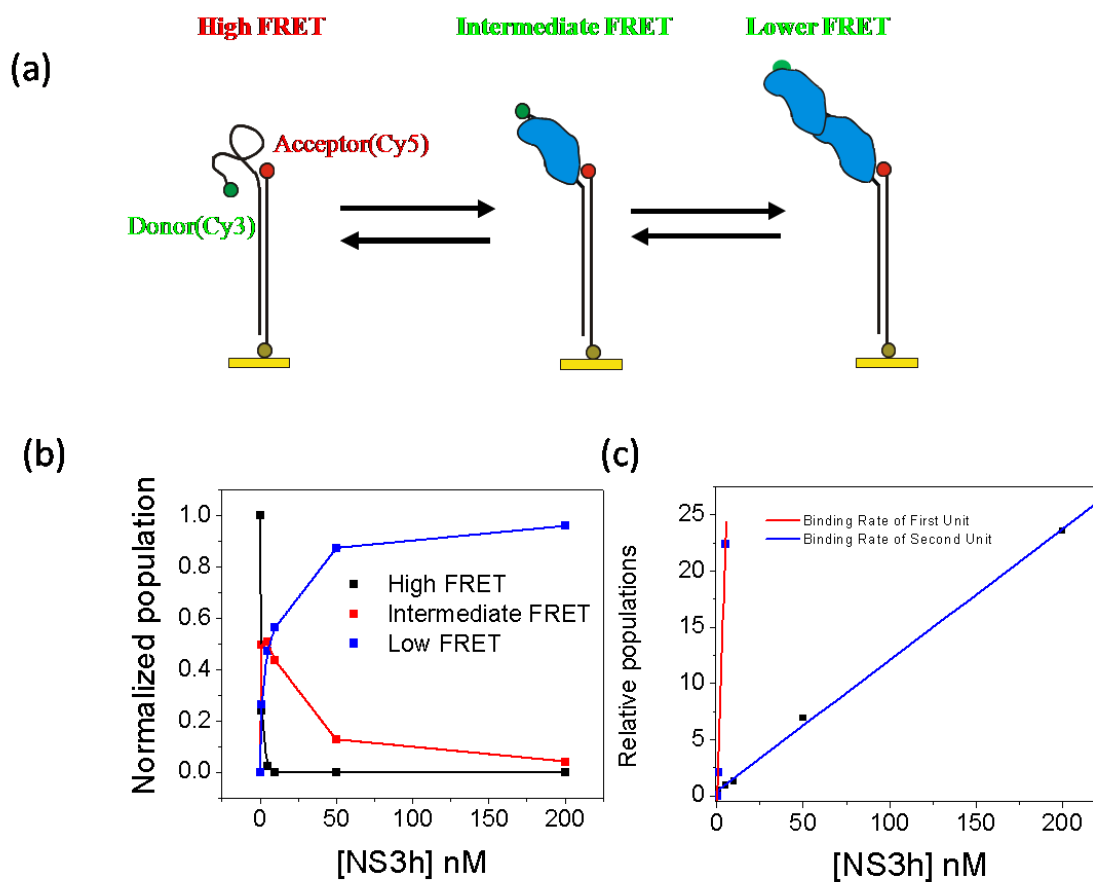 High FRET Intermediate FRET Lower FRET
(a)
Acceptor(Cy5)
Donor(Cy3)
(b)
Normalized population
1.0
0.8
0.6
0.4
0.2
0.0
High FRET
Intermediate FRET
Low FRET
0 50 100 150 200
[NS3h] nM
(c)
Relative populations
25
20
15
10
5
0
Binding Rate of First Unit
Binding Rate of Second Unit
0 50 100 150 200
[NS3h] nM